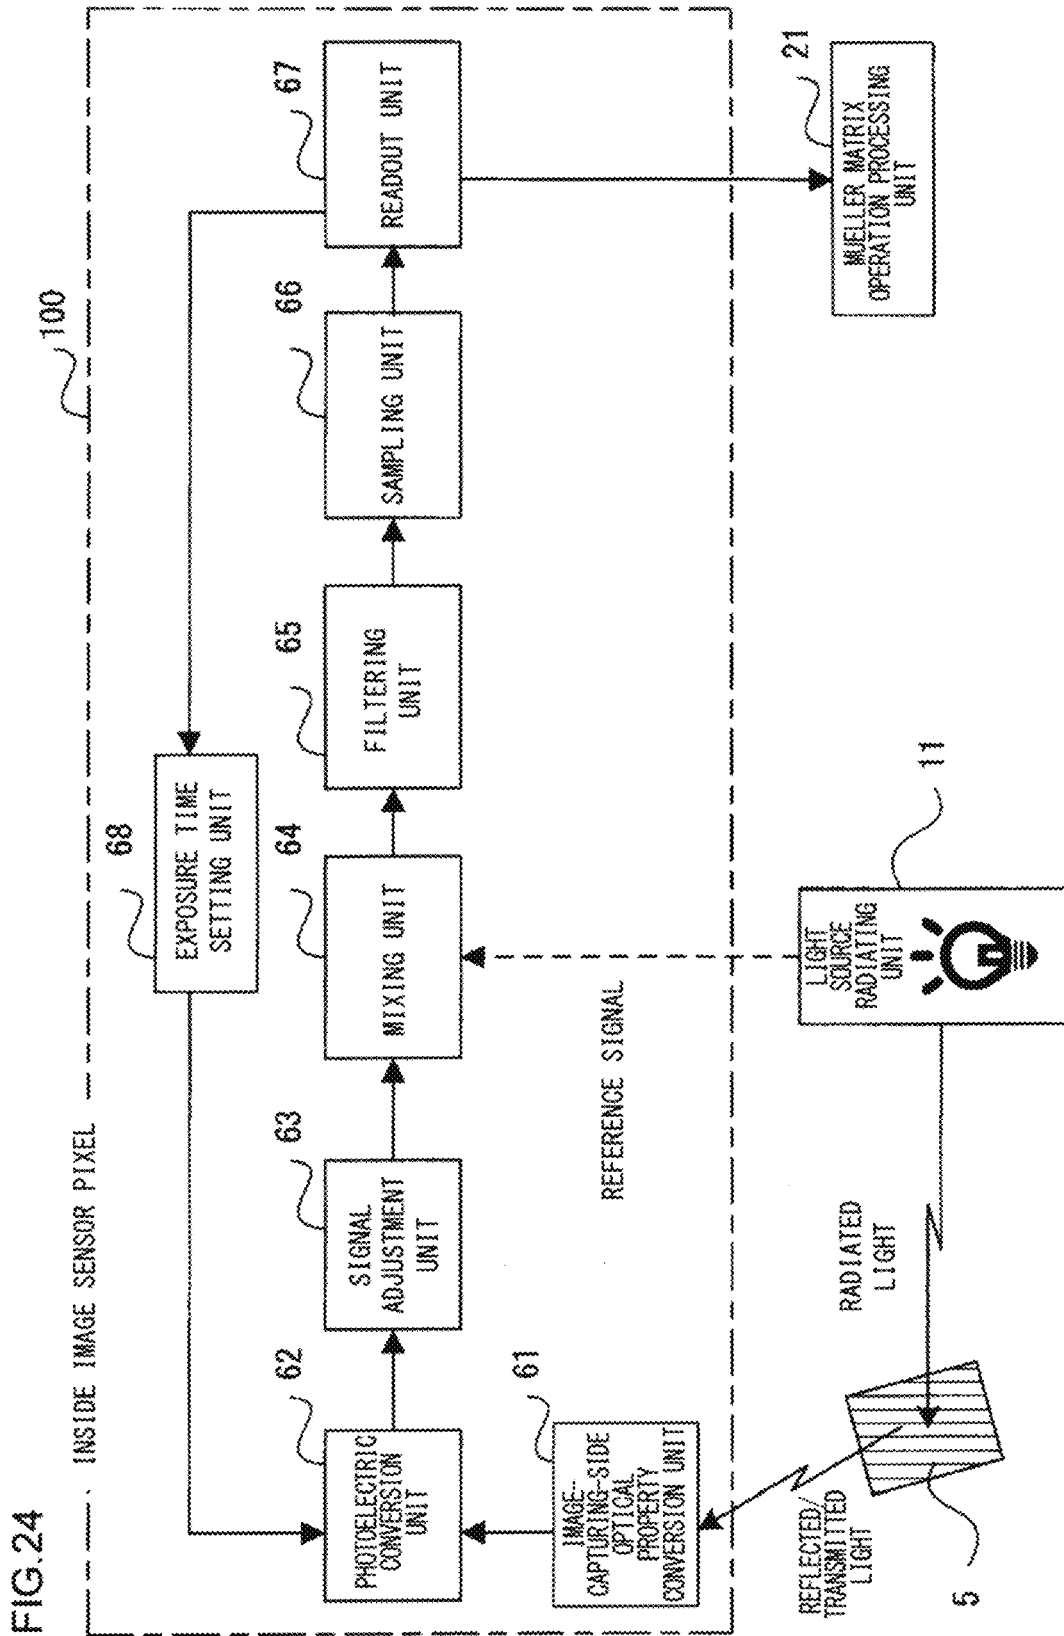 FIG.24
INSIDE IMAGE SENSOR PIXEL
100
68
EXPOSURE TIME
SETTING UNIT
62
PHOTOELECTRIC
CONVERSION
UNIT
63
SIGNAL
ADJUSTMENT
UNIT
64
MIXING UNIT
65
FILTERING
UNIT
66
SAMPLING UNIT
67
READOUT UNIT
61
IMAGE-
CAPTURING-SIDE
OPTICAL
PROPERTY
CONVERSION UNIT
REFERENCE SIGNAL
21
MUELLER MATRIX
OPERATION PROCESSING
UNIT
REFLECTED/
TRANSMITTED
LIGHT
5
RADIATED
LIGHT
11
LIGHT
SOURCE
RADIATING
UNIT